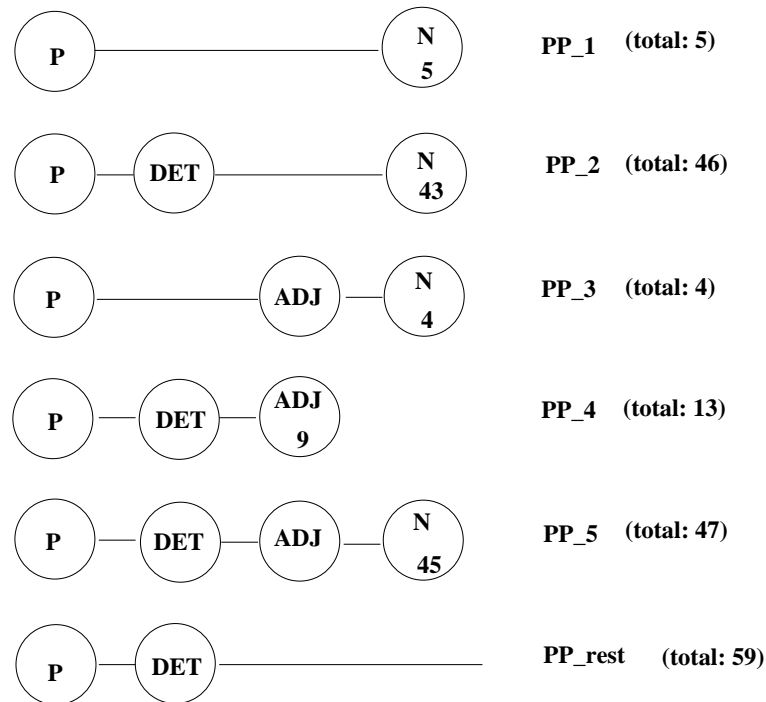 P N 5 PP_1 (total: 5)
P DET N 43 PP_2 (total: 46)
P ADJ N 4 PP_3 (total: 4)
P DET ADJ 9 PP_4 (total: 13)
P DET ADJ N 45 PP_5 (total: 47)
P DET PP_rest (total: 59)